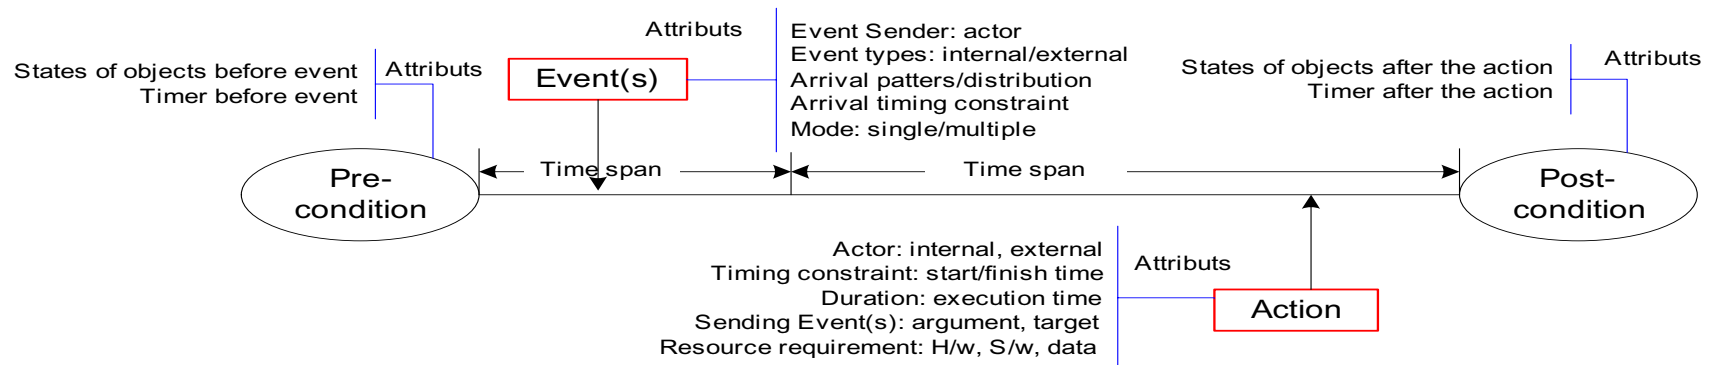 States of objects before event
Timer before event
Attributs
Event(s)
Attributs
Event Sender: actor
Event types: internal/external
Arrival patters/distribution
Arrival timing constraint
Mode: single/multiple
States of objects after the action
Timer after the action
Attributs
Pre-
condition
Time span
Time span
Post-
condition
Actor: internal, external
Timing constraint: start/finish time
Duration: execution time
Sending Event(s): argument, target
Resource requirement: H/w, S/w, data
Attributs
Action